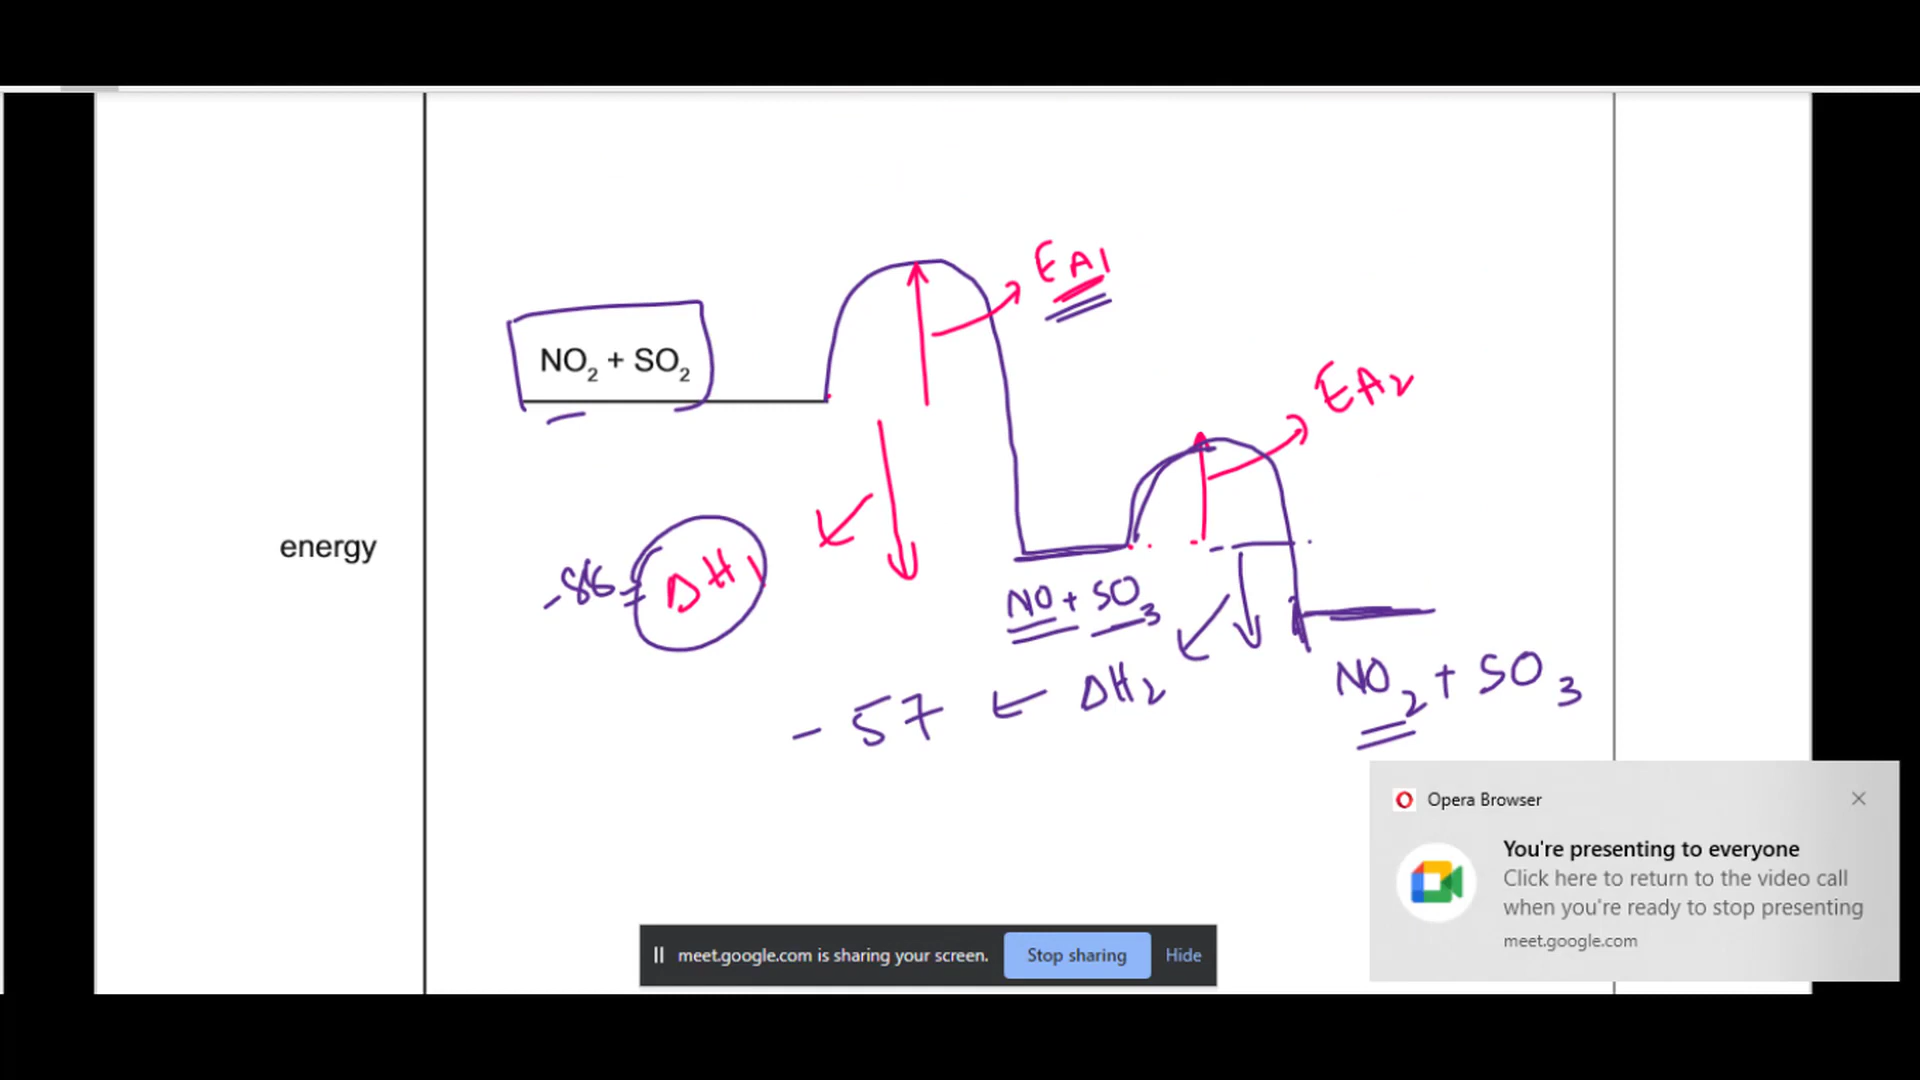 EA1
NO₂ + SO₂
EA2
energy
-86 = ΔH₁
NO + SO₃
NO₂ + SO₃
- 57 ← ΔH₂
Opera Browser
You're presenting to everyone
Click here to return to the video call
when you're ready to stop presenting
meet.google.com
meet.google.com is sharing your screen.
Stop sharing
Hide